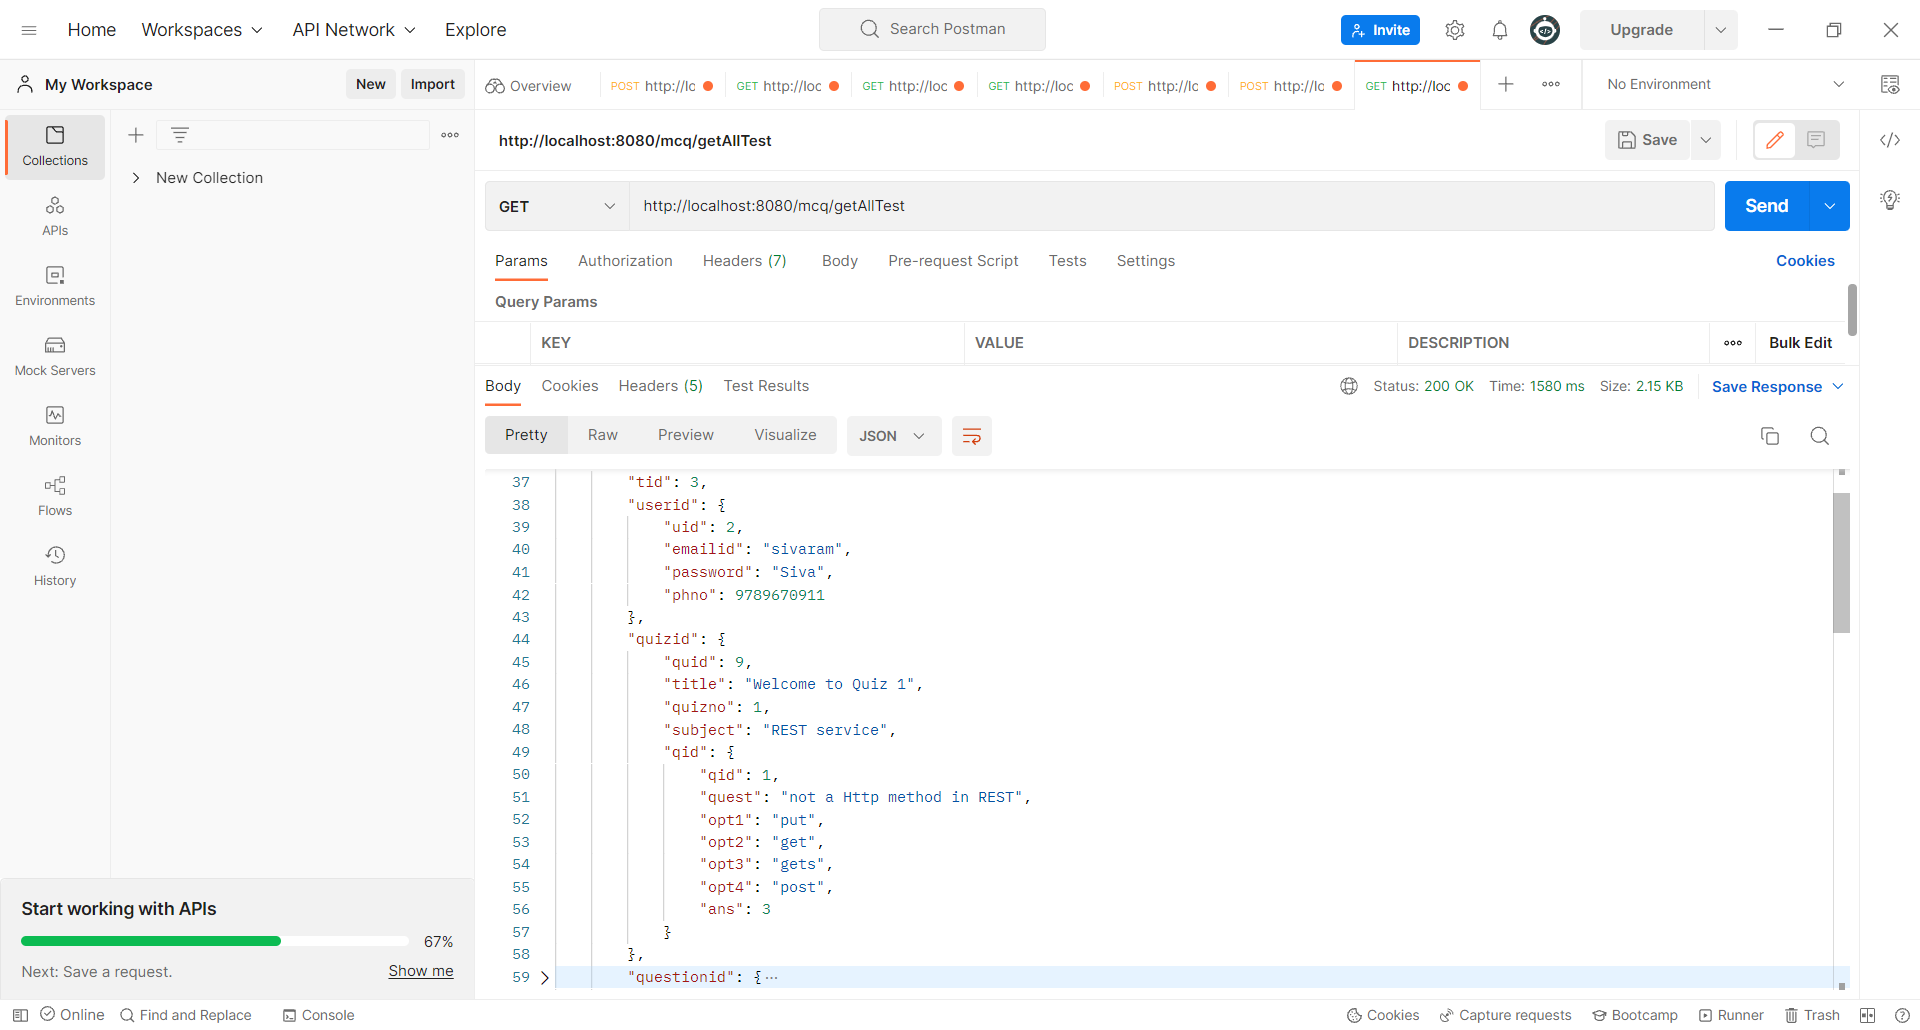 Home Workspaces API Network Explore Search Postman Invite Upgrade
My Workspace New Import Overview POST http://lc GET http://loc GET http://loc GET http://loc POST http://lc POST http://lc GET http://loc No Environment
Collections
New Collection
APIs
Environments
Mock Servers
Monitors
Flows
History
http://localhost:8080/mcq/getAllTest Save
GET http://localhost:8080/mcq/getAllTest Send
Params Authorization Headers (7) Body Pre-request Script Tests Settings Cookies
Query Params
KEY VALUE DESCRIPTION Bulk Edit
Body Cookies Headers (5) Test Results Status: 200 OK Time: 1580 ms Size: 2.15 KB Save Response
Pretty Raw Preview Visualize JSON
37 "tid": 3,
38 "userid": {
39 "uid": 2,
40 "emailid": "sivaram",
41 "password": "Siva",
42 "phno": 9789670911
43 },
44 "quizid": {
45 "quid": 9,
46 "title": "Welcome to Quiz 1",
47 "quizno": 1,
48 "subject": "REST service",
49 "qid": {
50 "qid": 1,
51 "quest": "not a Http method in REST",
52 "opt1": "put",
53 "opt2": "get",
54 "opt3": "gets",
55 "opt4": "post",
56 "ans": 3
57 }
58 },
59 "questionid": {···
Start working with APIs
67%
Next: Save a request. Show me
Online Find and Replace Console Cookies Capture requests Bootcamp Runner Trash